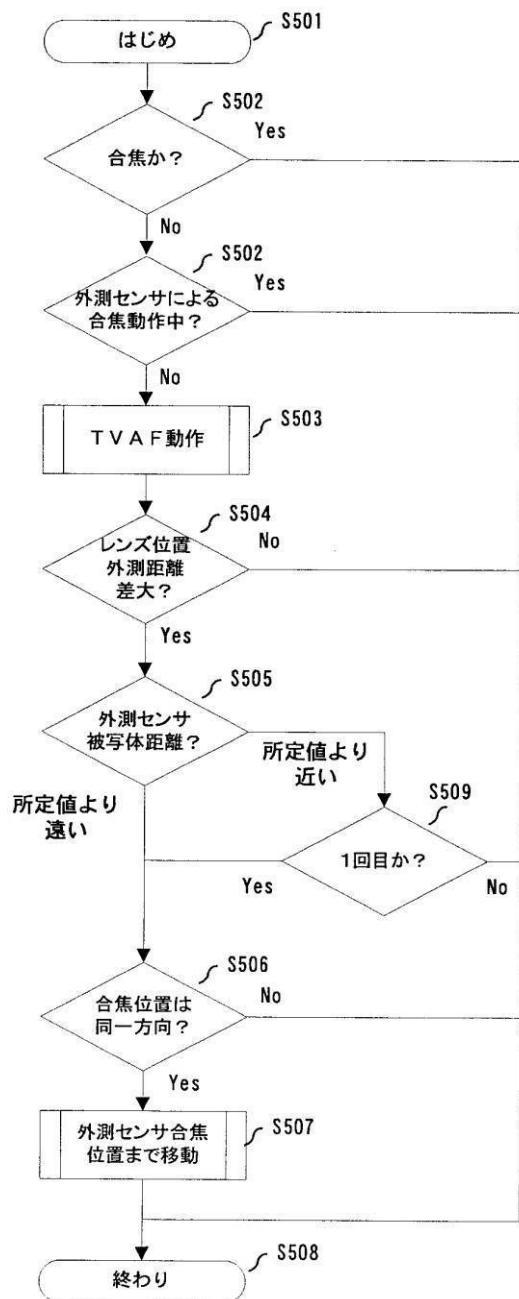 はじめ
S501
S502
合焦か？
Yes
No
S502
外測センサによる
合焦動作中？
Yes
No
TVAF動作
S503
S504
レンズ位置
外測距離
差大？
No
Yes
S505
外測センサ
被写体距離？
所定値より
近い
所定値より
遠い
S509
1回目か？
Yes
No
S506
合焦位置は
同一方向？
No
Yes
外測センサ合焦
位置まで移動
S507
S508
終わり